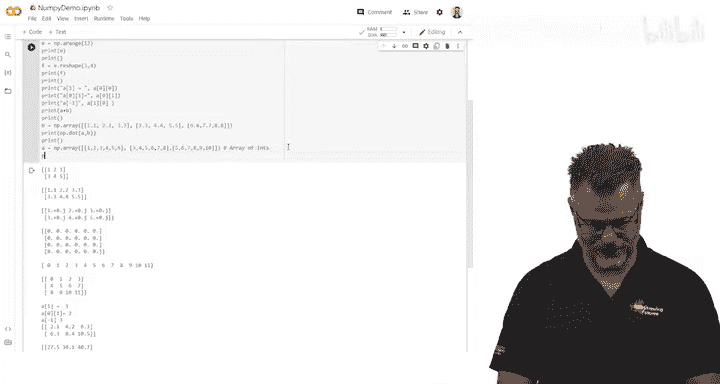 NumpyDemo.ipynb
File Edit View Insert Runtime Tools Help
Comment Share
+ Code + Text
RAM
Disk
Editing
e = np.arange(12)
print(e)
print()
f = e.reshape(3,4)
print(f)
print()
print("a[1] = ", a[0][0])
print("a[0][1]=", a[0][1])
print("a[-1]", a[1][0] )
print(a+b)
print()
b = np.array([[1.1, 2.2, 3.3], [3.3, 4.4, 5.5], [6.6,7.7,8.8]])
print(np.dot(a,b))
print()
a = np.array([[1,2,3,4,5,6], [3,4,5,6,7,8],[5,6,7,8,9,10]]) # Array of ints
[[1 2 3]
[3 4 5]]
[[1.1 2.2 3.3]
[3.3 4.4 5.5]]
[[1.+0.j 2.+0.j 3.+0.j]
[3.+0.j 4.+0.j 5.+0.j]]
[[0. 0. 0. 0. 0. 0.]
[0. 0. 0. 0. 0. 0.]
[0. 0. 0. 0. 0. 0.]
[0. 0. 0. 0. 0. 0.]]
[ 0 1 2 3 4 5 6 7 8 9 10 11]
[[ 0 1 2 3]
[ 4 5 6 7]
[ 8 9 10 11]]
a[1] = 1
a[0][1]= 2
a[-1] 3
[[ 2.1 4.2 6.3]
[ 6.3 8.4 10.5]]
[[27.5 34.1 40.7]
bilibili